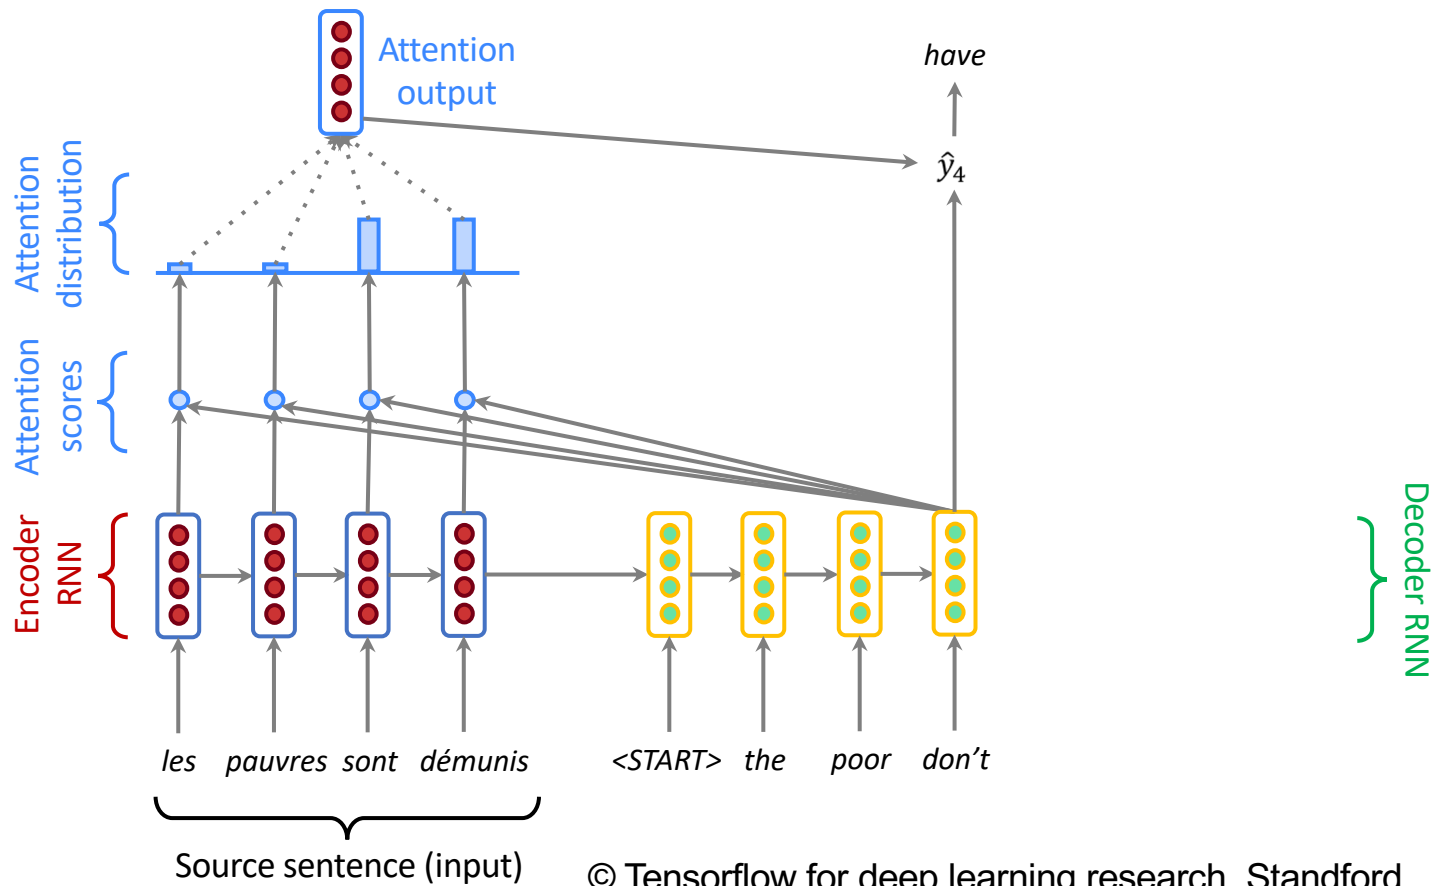 Attention
output
have
ŷ4
Attention
distribution
Attention
scores
Encoder
RNN
Decoder RNN
les pauvres sont démunis <START> the poor don't
Source sentence (input)
© Tensorflow for deep learning research. Standford